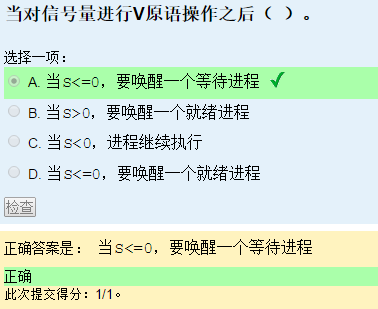 当对信号量进行V原语操作之后（ ）。
选择一项：
A. 当S<=0，要唤醒一个等待进程
B. 当S>0，要唤醒一个就绪进程
C. 当S<0，进程继续执行
D. 当S<=0，要唤醒一个就绪进程
检查
正确答案是： 当S<=0，要唤醒一个等待进程
正确
此次提交得分：1/1。